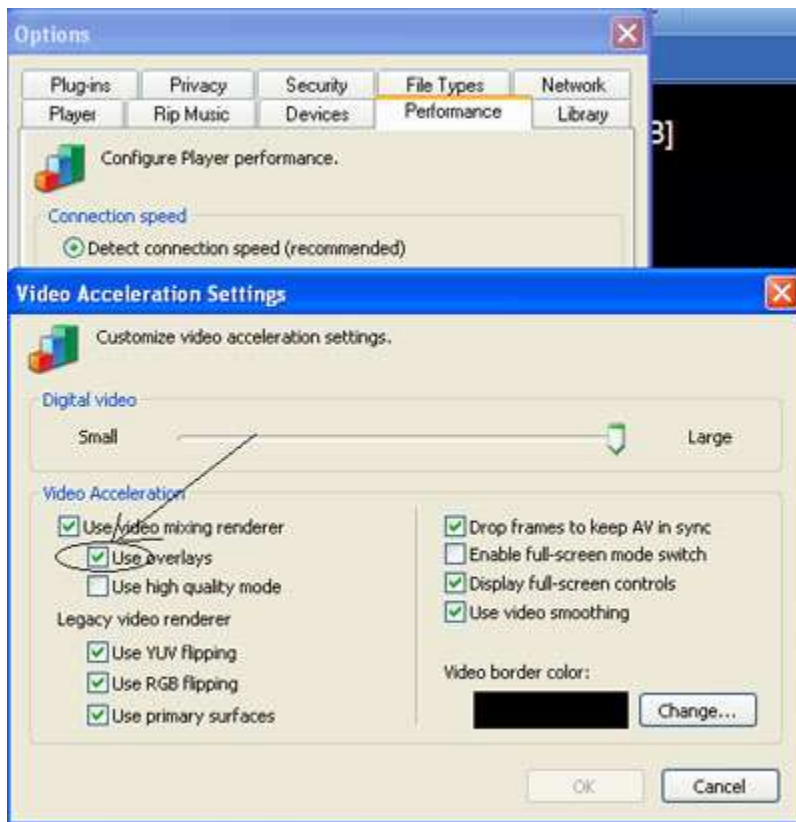 Options
Plug-ins Privacy Security File Types Network
Player Rip Music Devices Performance Library
3]
Configure Player performance.
Connection speed
Detect connection speed (recommended)
Video Acceleration Settings
Customize video acceleration settings.
Digital video
Small Large
Video Acceleration
Use video mixing renderer
Use overlays
Use high quality mode
Legacy video renderer
Use YUV flipping
Use RGB flipping
Use primary surfaces
Drop frames to keep AV in sync
Enable full-screen mode switch
Display full-screen controls
Use video smoothing
Video border color:
Change...
OK Cancel